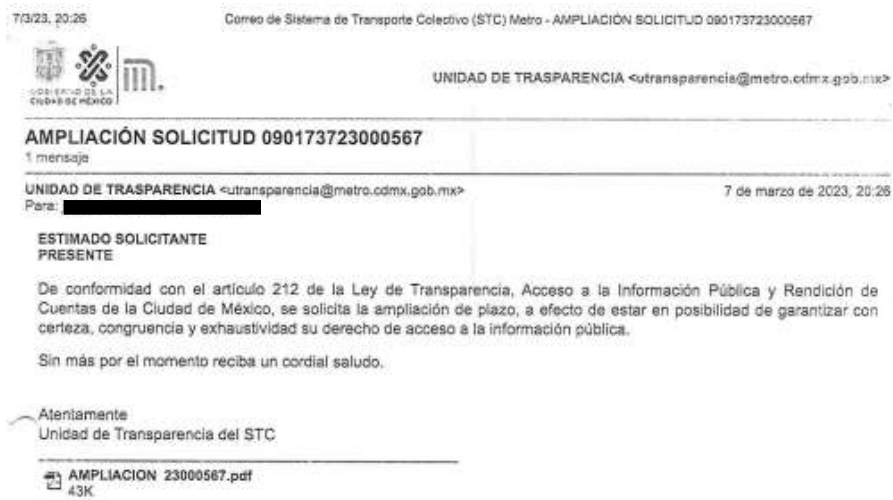 7/3/23, 20:26
Correo de Sistema de Transporte Colectivo (STC) Metro - AMPLIACIÓN SOLICITUD 090173723000567
GOBIERNO DE LA
CIUDAD DE MÉXICO
UNIDAD DE TRASPARENCIA <utransparencia@metro.cdmx.gob.mx>
AMPLIACIÓN SOLICITUD 090173723000567
1 mensaje
UNIDAD DE TRASPARENCIA <utransparencia@metro.cdmx.gob.mx>
7 de marzo de 2023, 20:26
Para:
ESTIMADO SOLICITANTE
PRESENTE
De conformidad con el artículo 212 de la Ley de Transparencia, Acceso a la Información Pública y Rendición de
Cuentas de la Ciudad de México, se solicita la ampliación de plazo, a efecto de estar en posibilidad de garantizar con
certeza, congruencia y exhaustividad su derecho de acceso a la información pública.
Sin más por el momento reciba un cordial saludo.
Atentamente
Unidad de Transparencia del STC
AMPLIACION 23000567.pdf
43K